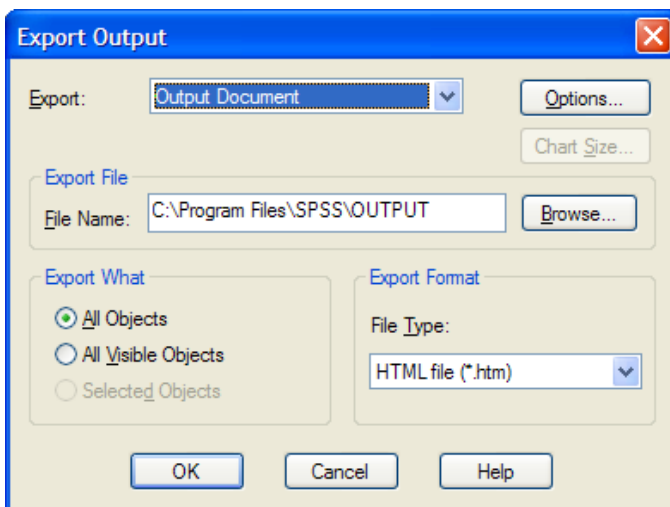 Export Output
Export: Output Document Options...
Chart Size...
Export File
File Name: C:\Program Files\SPSS\OUTPUT Browse...
Export What
All Objects
All Visible Objects
Selected Objects
Export Format
File Type:
HTML file (*.htm)
OK Cancel Help